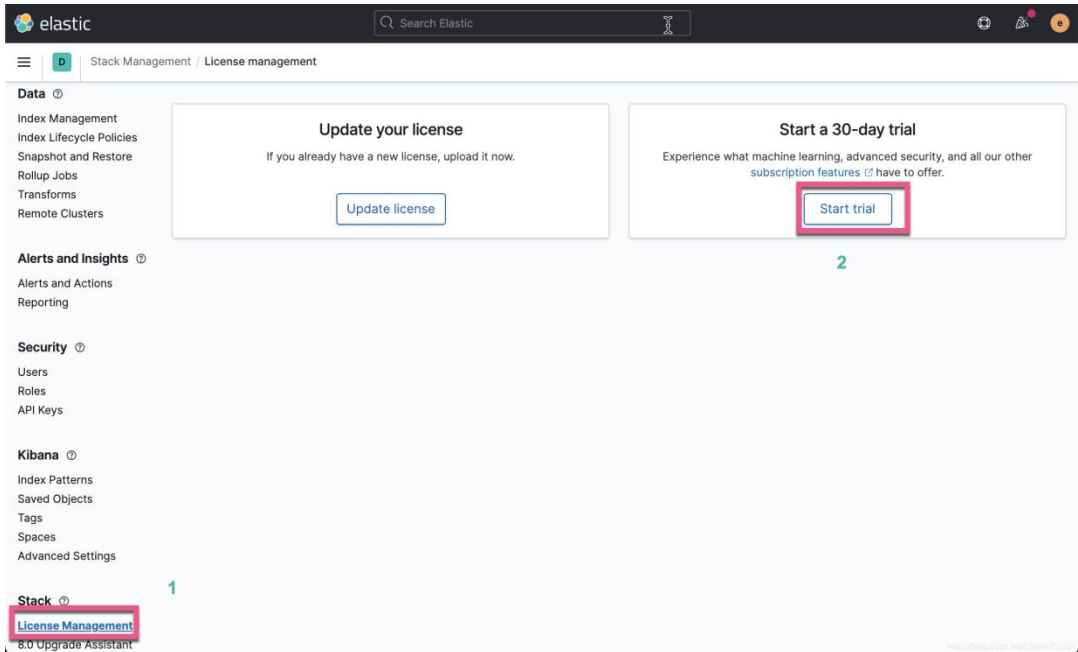 elastic
Search Elastic
e
D
Stack Management / License management
Data
Index Management
Index Lifecycle Policies
Snapshot and Restore
Rollup Jobs
Transforms
Remote Clusters
Alerts and Insights
Alerts and Actions
Reporting
Security
Users
Roles
API Keys
Kibana
Index Patterns
Saved Objects
Tags
Spaces
Advanced Settings
Stack
1
License Management
8.0 Upgrade Assistant
Update your license
If you already have a new license, upload it now.
Update license
Start a 30-day trial
Experience what machine learning, advanced security, and all our other
subscription features have to offer.
Start trial
2